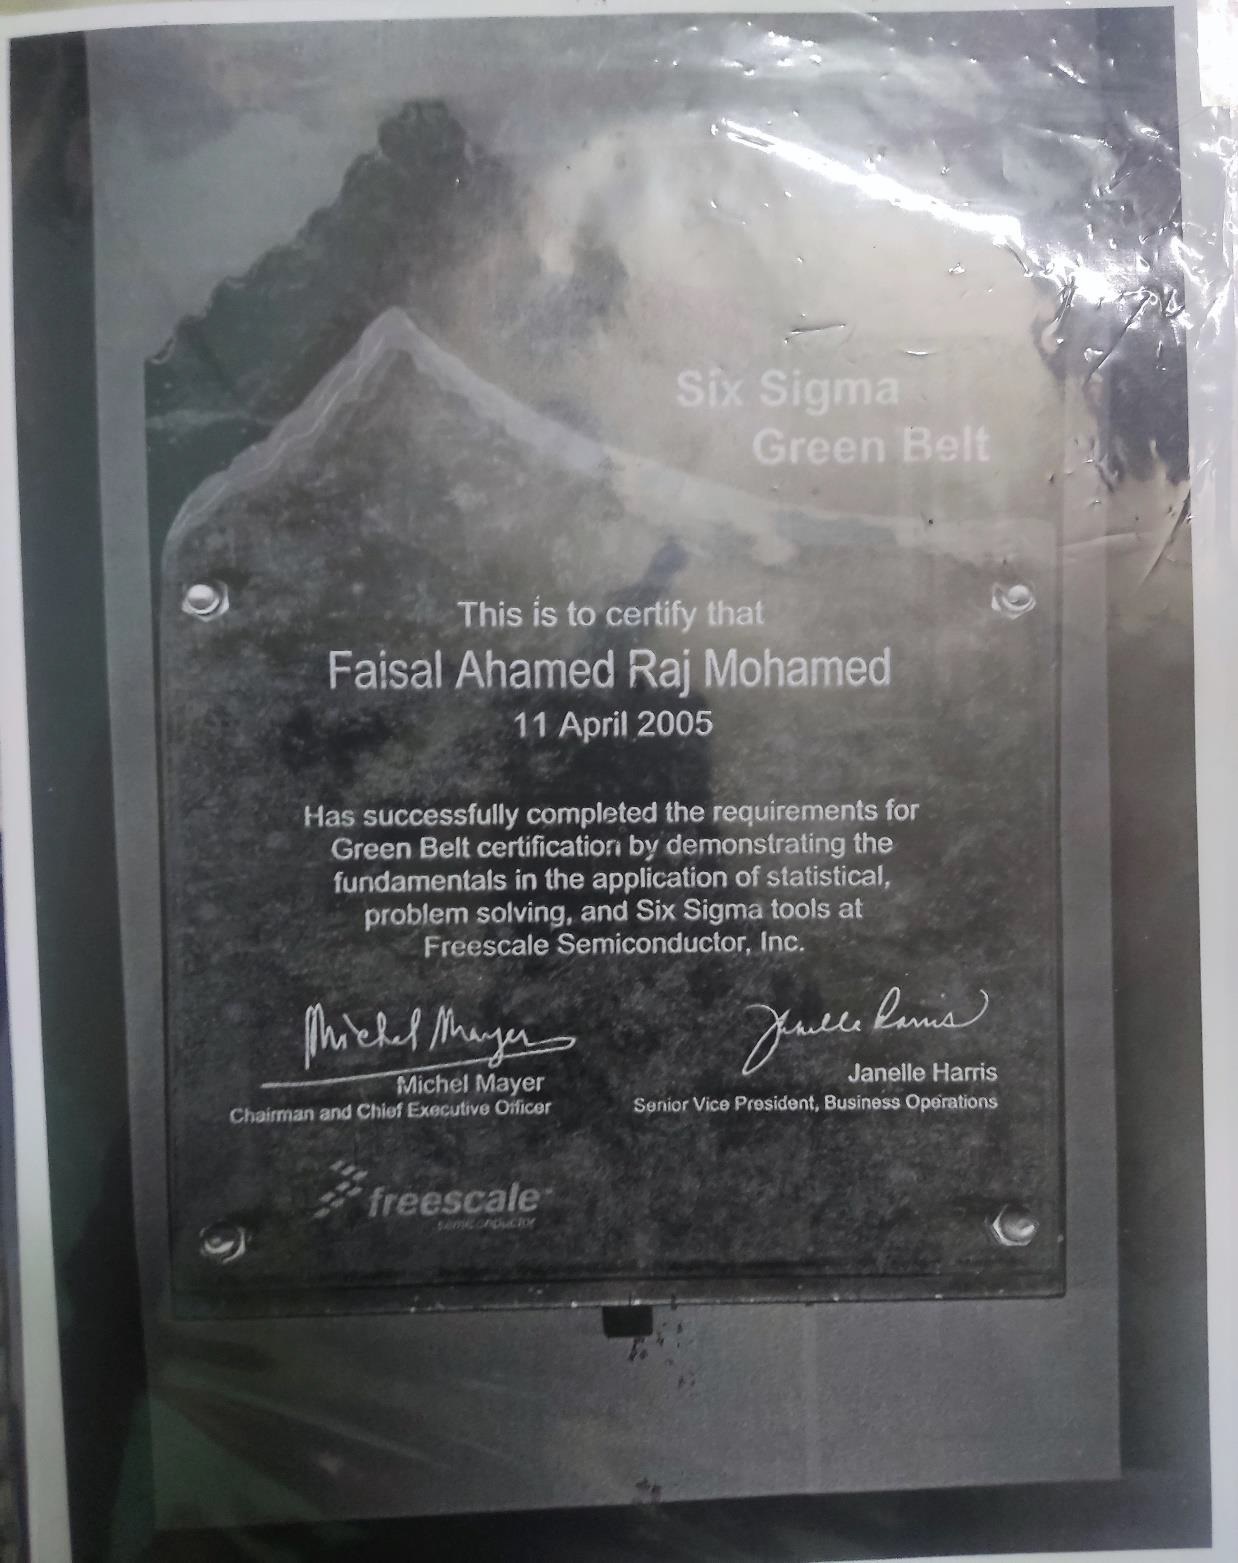 Six Sigma
Green Belt
This is to certify that
Faisal Ahamed Raj Mohamed
11 April 2005
Has successfully completed the requirements for
Green Belt certification by demonstrating the
fundamentals in the application of statistical,
problem solving, and Six Sigma tools at
Freescale Semiconductor, Inc.
Michel Mayer
Janelle Harris
Michel Mayer
Chairman and Chief Executive Officer
Janelle Harris
Senior Vice President, Business Operations
freescale
semiconductor